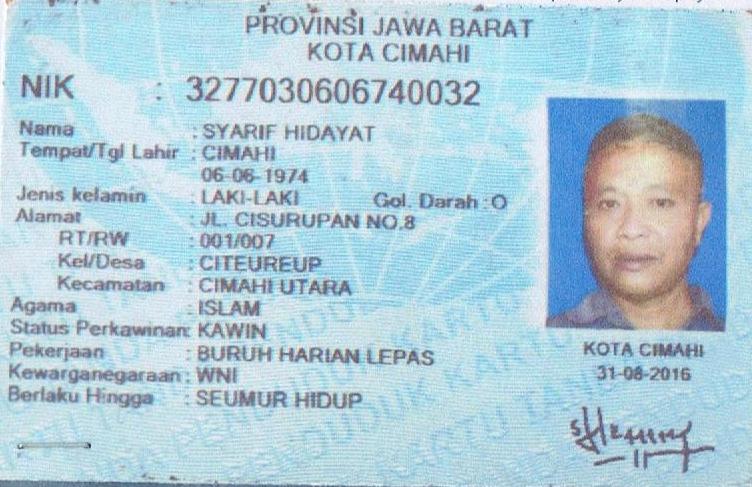 PROVINSI JAWA BARAT
KOTA CIMAHI
NIK : 3277030606740032
Nama : SYARIF HIDAYAT
Tempat/Tgl Lahir : CIMAHI
06-06-1974
Jenis kelamin : LAKI-LAKI Gol. Darah :O
Alamat : JL. CISURUPAN NO.8
RT/RW : 001/007
Kel/Desa : CITEUREUP
Kecamatan : CIMAHI UTARA
Agama : ISLAM
Status Perkawinan: KAWIN
Pekerjaan : BURUH HARIAN LEPAS
Kewarganegaraan : WNI
Berlaku Hingga : SEUMUR HIDUP
KOTA CIMAHI
31-08-2016